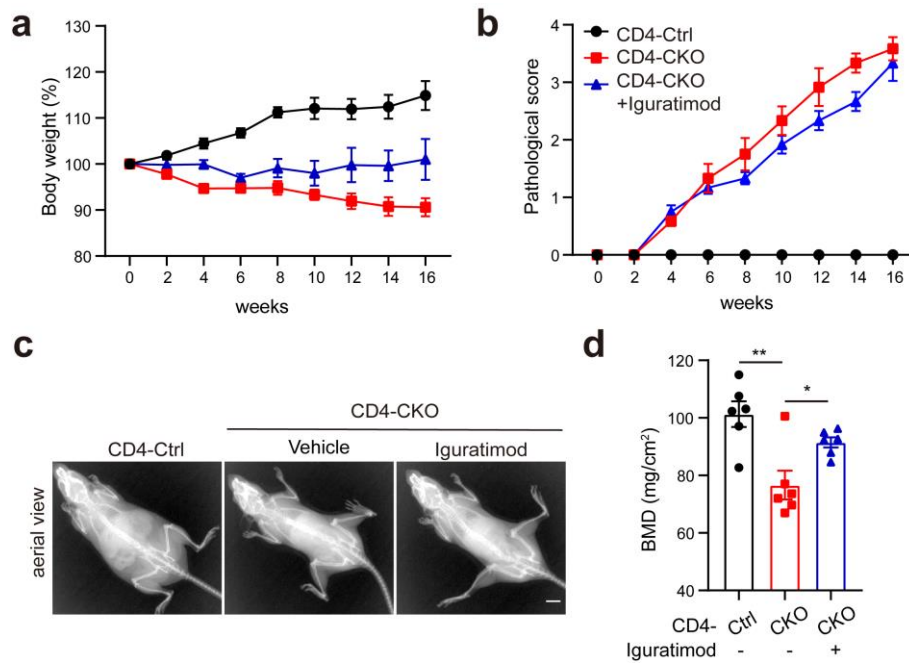 a
Body weight (%)
120
110
100
90
80
0 2 4 6 8 10 12 14 16
weeks
b
Pathological score
4
3
2
1
0
CD4-Ctrl
CD4-CKO
CD4-CKO
+Iguratimod
0 2 4 6 8 10 12 14 16
weeks
c
CD4-CKO
CD4-Ctrl Vehicle Iguratimod
aerial view
d
BMD (mg/cm²)
120
100
80
60
40
**
*
CD4- Ctrl CKO CKO
Iguratimod - - +